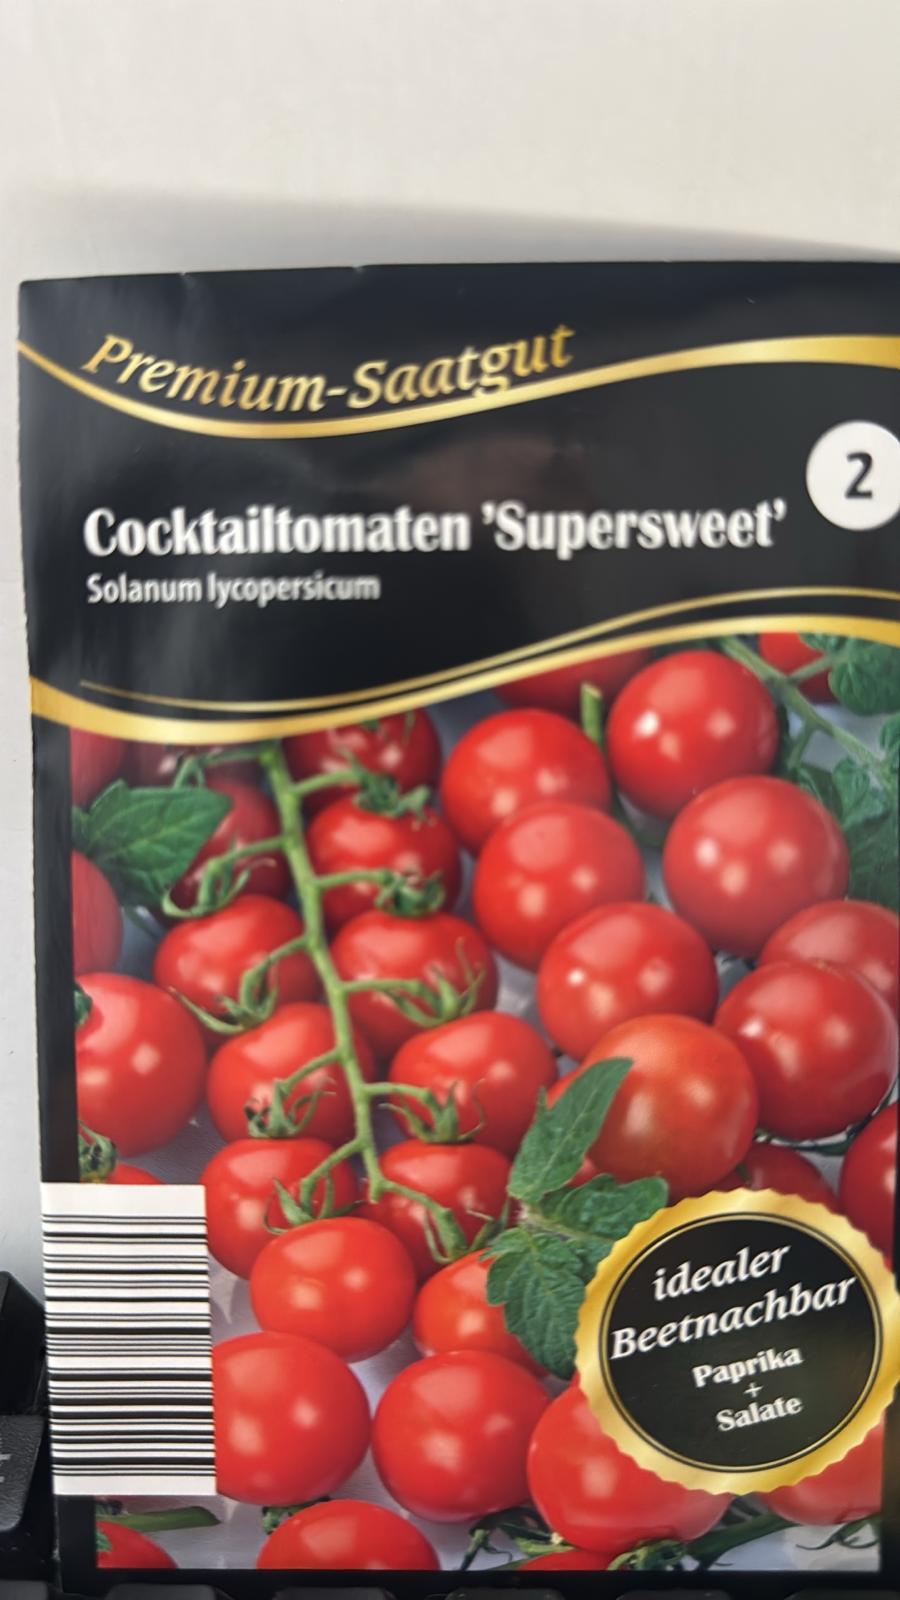 Premium-Saatgut
2
Cocktailtomaten 'Supersweet'
Solanum lycopersicum
idealer
Beetnachbar
Paprika
+
Salate